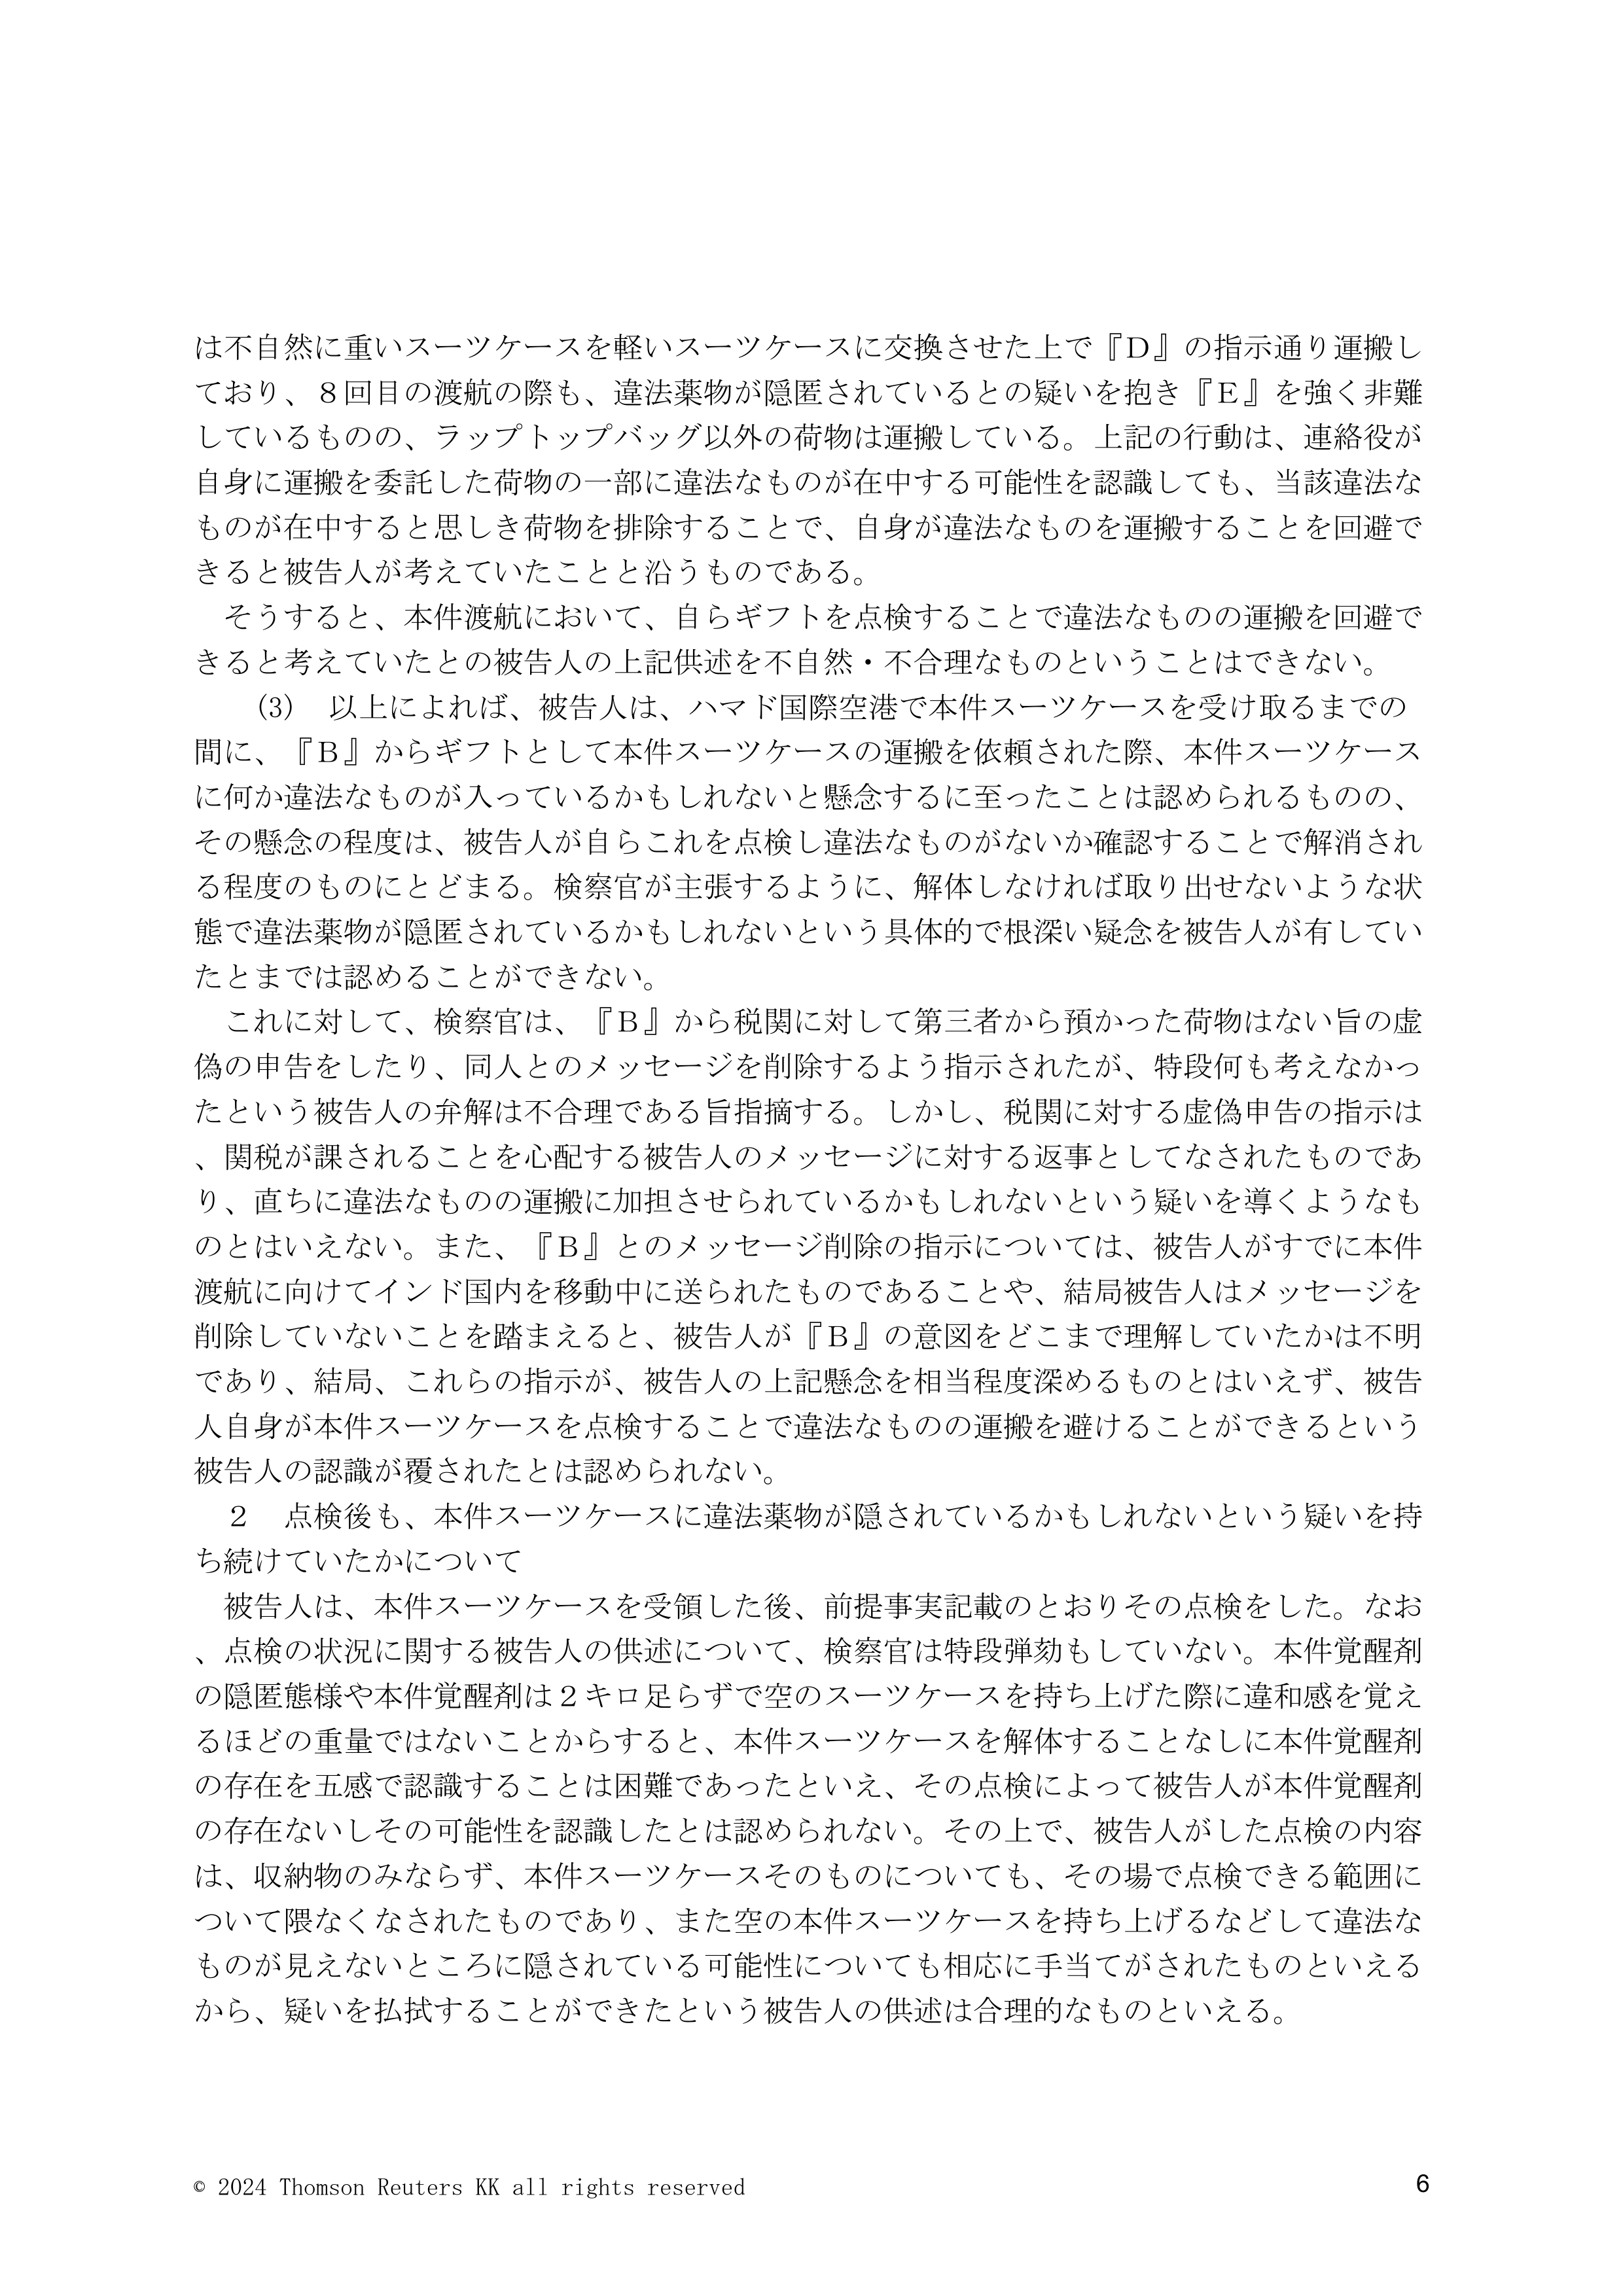 は不自然に重いスーツケースを軽いスーツケースに交換させた上で『Ｄ』の指示通り運搬し
ており、８回目の渡航の際も、違法薬物が隠匿されているとの疑いを抱き『Ｅ』を強く非難
しているものの、ラップトップバッグ以外の荷物は運搬している。上記の行動は、連絡役が
自身に運搬を委託した荷物の一部に違法なものが在中する可能性を認識しても、当該違法な
ものが在中すると思しき荷物を排除することで、自身が違法なものを運搬することを回避で
きると被告人が考えていたことと沿うものである。
　そうすると、本件渡航において、自らギフトを点検することで違法なものの運搬を回避で
きると考えていたとの被告人の上記供述を不自然・不合理なものということはできない。
　　(3)　以上によれば、被告人は、ハマド国際空港で本件スーツケースを受け取るまでの
間に、『Ｂ』からギフトとして本件スーツケースの運搬を依頼された際、本件スーツケース
に何か違法なものが入っているかもしれないと懸念するに至ったことは認められるものの、
その懸念の程度は、被告人が自らこれを点検し違法なものがないか確認することで解消され
る程度のものにとどまる。検察官が主張するように、解体しなければ取り出せないような状
態で違法薬物が隠匿されているかもしれないという具体的で根深い疑念を被告人が有してい
たとまでは認めることができない。
　これに対して、検察官は、『Ｂ』から税関に対して第三者から預かった荷物はない旨の虚
偽の申告をしたり、同人とのメッセージを削除するよう指示されたが、特段何も考えなかっ
たという被告人の弁解は不合理である旨指摘する。しかし、税関に対する虚偽申告の指示は
、関税が課されることを心配する被告人のメッセージに対する返事としてなされたものであ
り、直ちに違法なものの運搬に加担させられているかもしれないという疑いを導くようなも
のとはいえない。また、『Ｂ』とのメッセージ削除の指示については、被告人がすでに本件
渡航に向けてインド国内を移動中に送られたものであることや、結局被告人はメッセージを
削除していないことを踏まえると、被告人が『Ｂ』の意図をどこまで理解していたかは不明
であり、結局、これらの指示が、被告人の上記懸念を相当程度深めるものとはいえず、被告
人自身が本件スーツケースを点検することで違法なものの運搬を避けることができるという
被告人の認識が覆されたとは認められない。
　２　点検後も、本件スーツケースに違法薬物が隠されているかもしれないという疑いを持
ち続けていたかについて
　被告人は、本件スーツケースを受領した後、前提事実記載のとおりその点検をした。なお
、点検の状況に関する被告人の供述について、検察官は特段弾劾もしていない。本件覚醒剤
の隠匿態様や本件覚醒剤は２キロ足らずで空のスーツケースを持ち上げた際に違和感を覚え
るほどの重量ではないことからすると、本件スーツケースを解体することなしに本件覚醒剤
の存在を五感で認識することは困難であったといえ、その点検によって被告人が本件覚醒剤
の存在ないしその可能性を認識したとは認められない。その上で、被告人がした点検の内容
は、収納物のみならず、本件スーツケースそのものについても、その場で点検できる範囲に
ついて隈なくなされたものであり、また空の本件スーツケースを持ち上げるなどして違法な
ものが見えないところに隠されている可能性についても相応に手当てがされたものといえる
から、疑いを払拭することができたという被告人の供述は合理的なものといえる。
© 2024 Thomson Reuters KK all rights reserved
6